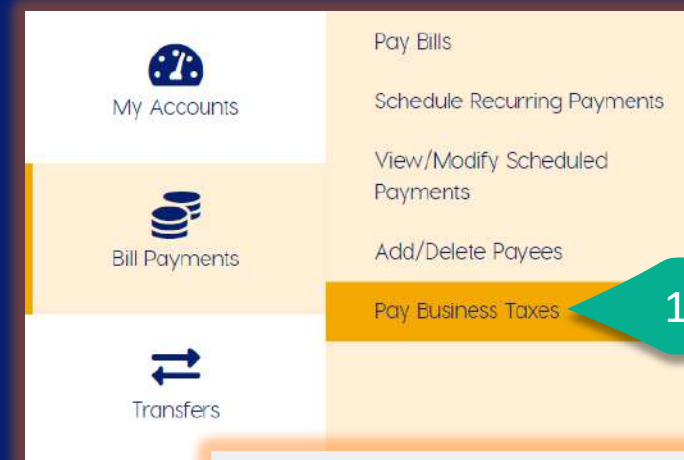 My Accounts
Bill Payments
Transfers
Pay Bills
Schedule Recurring Payments
View/Modify Scheduled
Payments
Add/Delete Payees
Pay Business Taxes
1